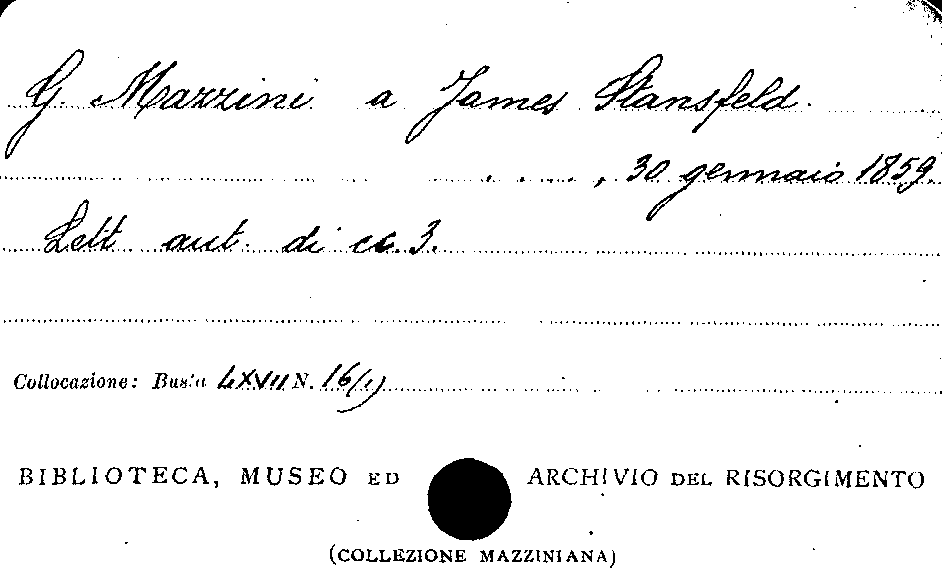 G. Mazzini a James Stansfeld.
. . . . , 30 gennaio 1859.
Lett. aut. di cc. 3.
Collocazione: Busta LXVII N. 16/1)
BIBLIOTECA, MUSEO ED ARCHIVIO DEL RISORGIMENTO
(COLLEZIONE MAZZINIANA)